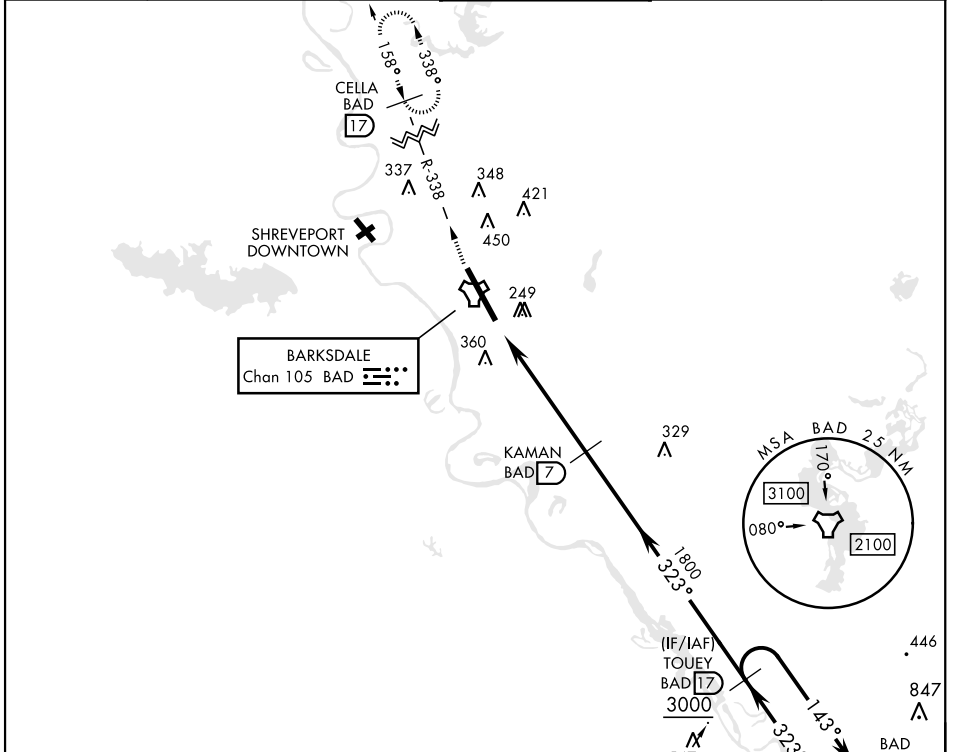 158°
338°
CELLA
BAD
17
R-338
337
348
421
450
SHREVEPORT
DOWNTOWN
249
360
BARKSDALE
Chan 105 BAD
KAMAN
BAD 7
329
MSA BAD 25 NM
170°
3100
080°
2100
1800
323°
(IF/IAF)
TOUEY
BAD 17
3000
446
847
143°
323°
BAD